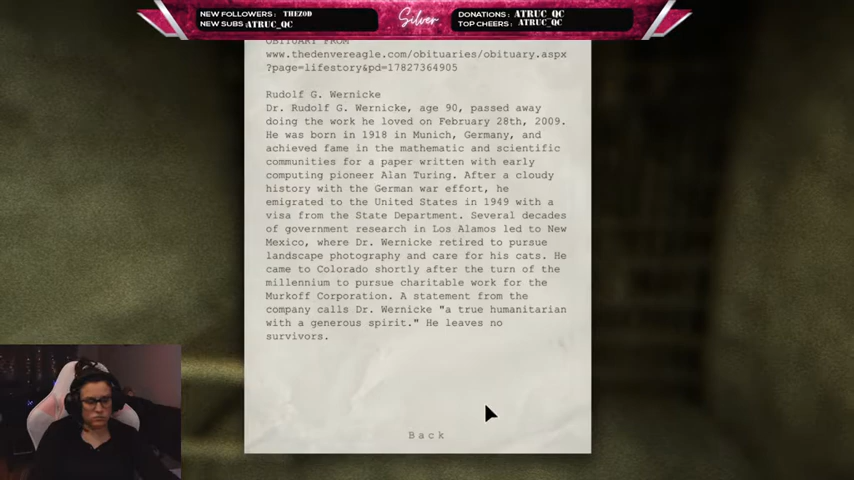 NEW FOLLOWERS : THEZOD
NEW SUBS ATRUC_QC
Silver
DONATIONS : ATRUC_QC
TOP CHEERS : ATRUC_QC
OBITUARY FROM
www.thedenvereagle.com/obituaries/obituary.aspx
?page=lifestory&pd=17827364905
Rudolf G. Wernicke
Dr. Rudolf G. Wernicke, age 90, passed away
doing the work he loved on February 28th, 2009.
He was born in 1918 in Munich, Germany, and
achieved fame in the mathematic and scientific
communities for a paper written with early
computing pioneer Alan Turing. After a cloudy
history with the German war effort, he
emigrated to the United States in 1949 with a
visa from the State Department. Several decades
of government research in Los Alamos led to New
Mexico, where Dr. Wernicke retired to pursue
landscape photography and care for his cats. He
came to Colorado shortly after the turn of the
millennium to pursue charitable work for the
Murkoff Corporation. A statement from the
company calls Dr. Wernicke "a true humanitarian
with a generous spirit." He leaves no
survivors.
Back